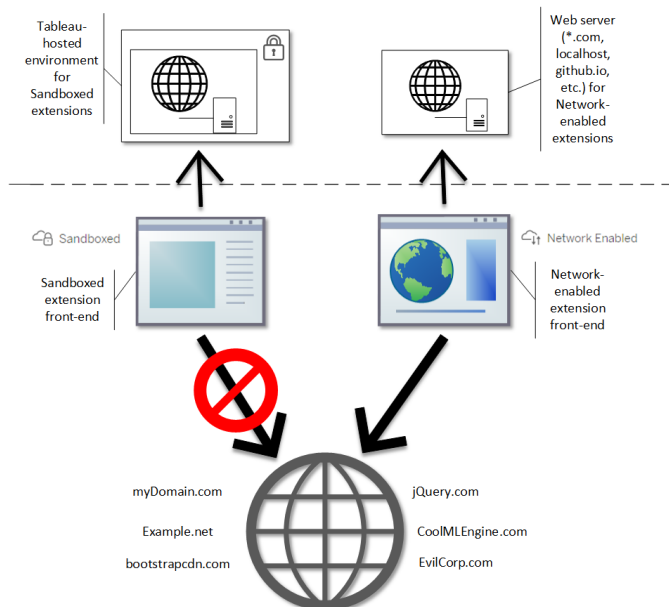 Tableau-
hosted
environment
for
Sandboxed
extensions
Web server
(*.com,
localhost,
github.io,
etc.) for
Network-
enabled
extensions
Sandboxed
Network Enabled
Sandboxed
extension
front-end
Network-
enabled
extension
front-end
myDomain.com
jQuery.com
Example.net
CoolMLEngine.com
bootstrapcdn.com
EvilCorp.com